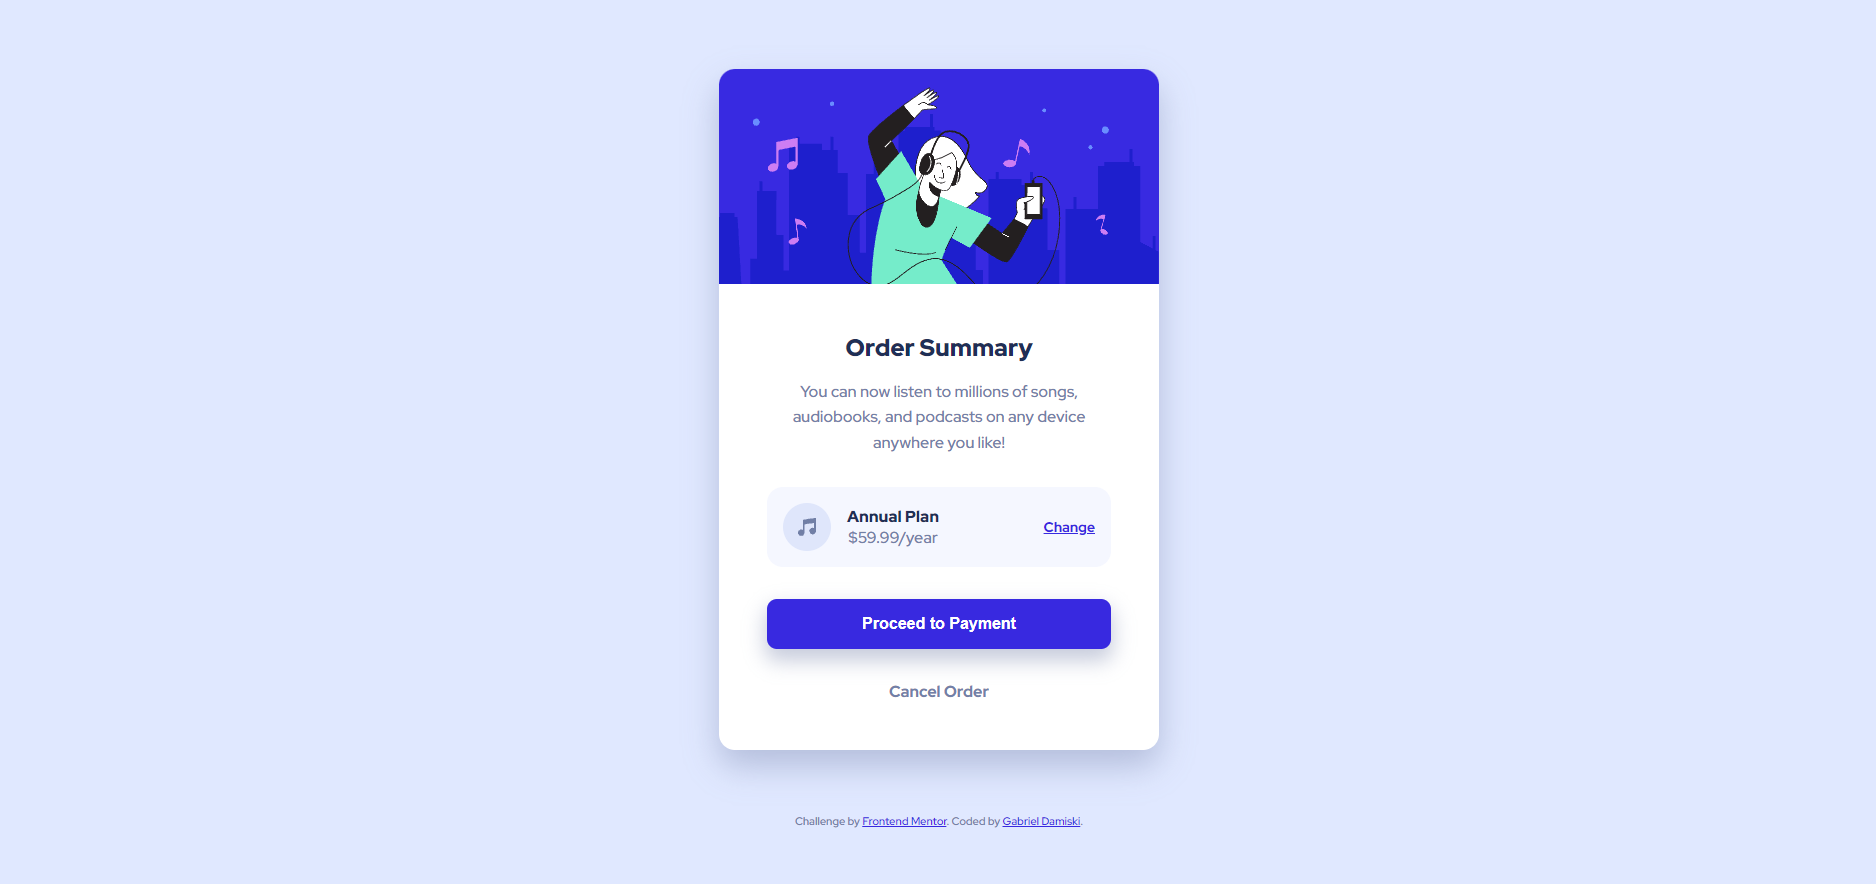 Order Summary
You can now listen to millions of songs,
audiobooks, and podcasts on any device
anywhere you like!
Annual Plan
$59.99/year
Change
Proceed to Payment
Cancel Order
Challenge by Frontend Mentor. Coded by Gabriel Damiski.